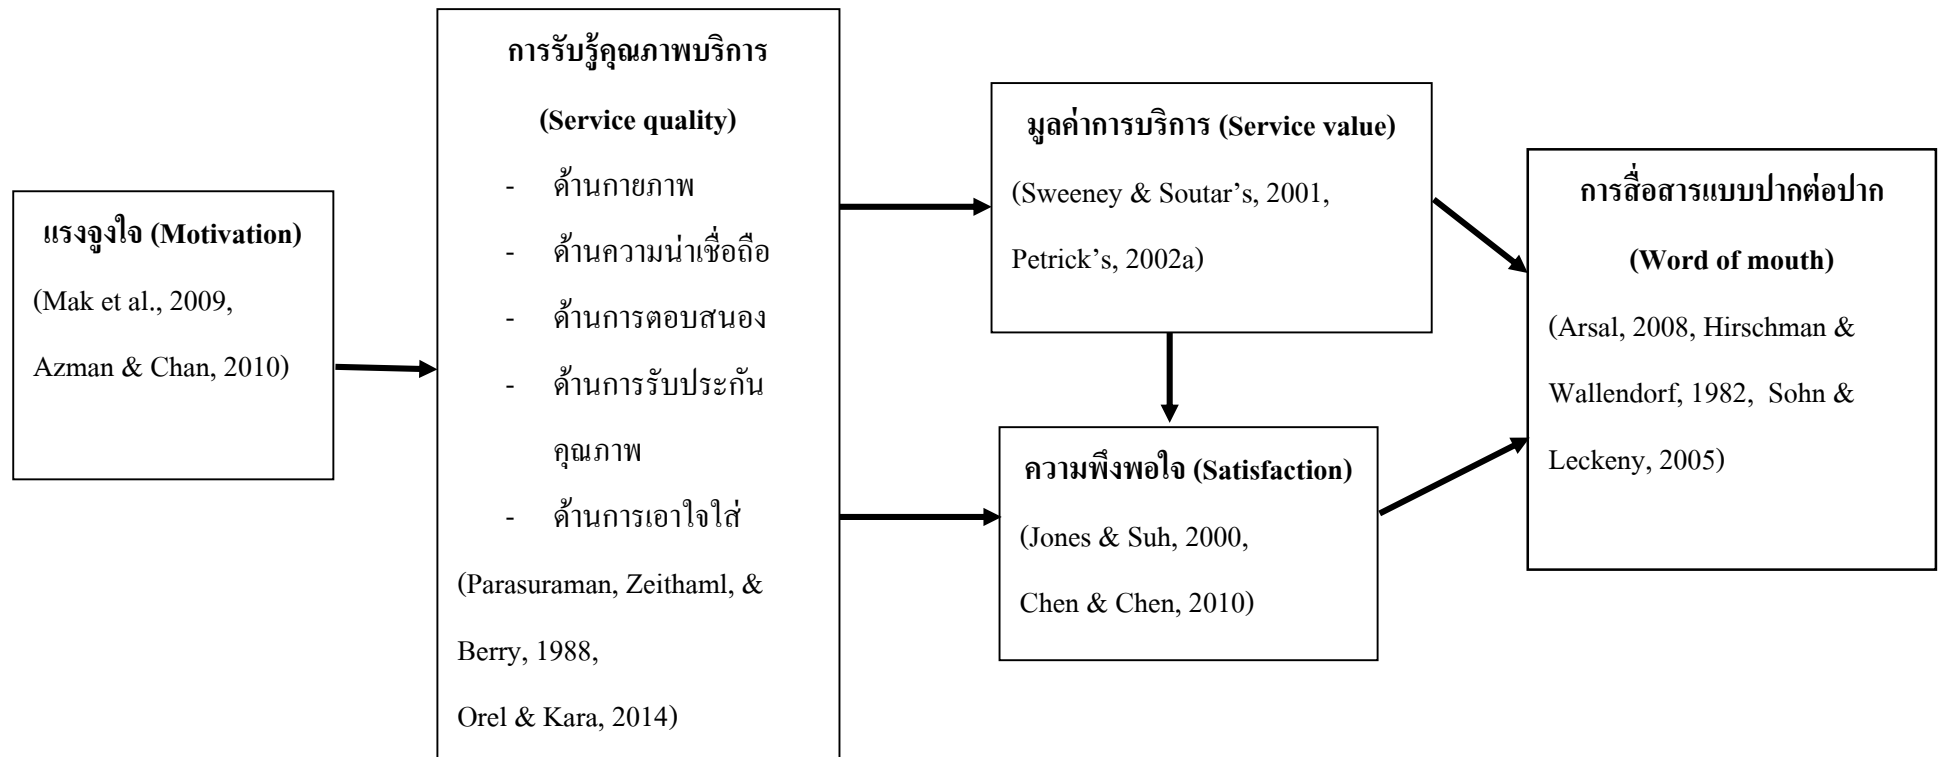 แรงจูงใจ (Motivation)
(Mak et al., 2009,
Azman & Chan, 2010)
การรับรู้คุณภาพบริการ
(Service quality)
- ด้านกายภาพ
- ด้านความน่าเชื่อถือ
- ด้านการตอบสนอง
- ด้านการรับประกัน
คุณภาพ
- ด้านการเอาใจใส่
(Parasuraman, Zeithaml, &
Berry, 1988,
Orel & Kara, 2014)
มูลค่าการบริการ (Service value)
(Sweeney & Soutar’s, 2001,
Petrick’s, 2002a)
ความพึงพอใจ (Satisfaction)
(Jones & Suh, 2000,
Chen & Chen, 2010)
การสื่อสารแบบปากต่อปาก
(Word of mouth)
(Arsal, 2008, Hirschman &
Wallendorf, 1982, Sohn &
Leckeny, 2005)